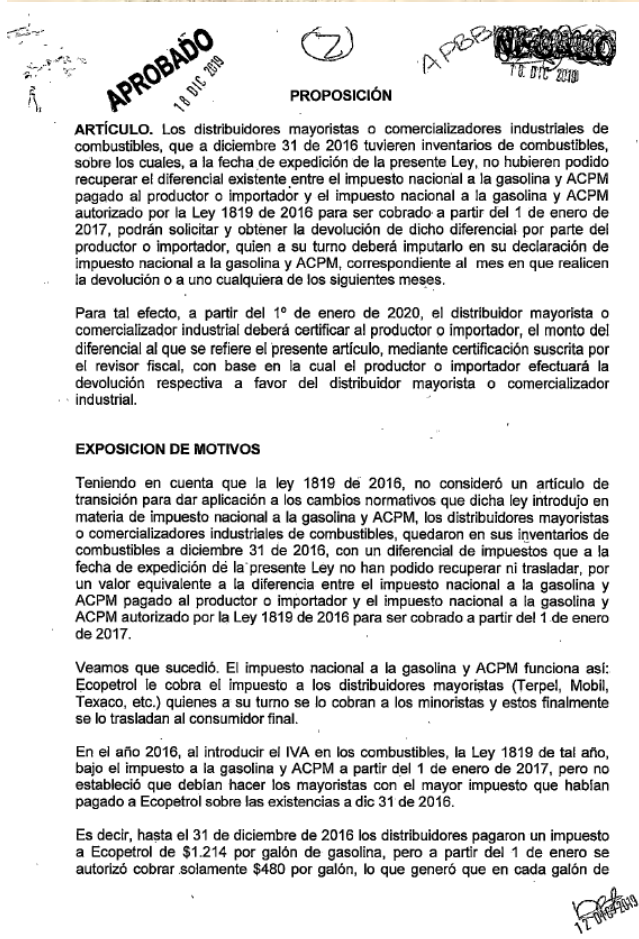 APROBADO
18 DIC 2019
2
PROPOSICIÓN
ARTÍCULO. Los distribuidores mayoristas o comercializadores industriales de
combustibles, que a diciembre 31 de 2016 tuvieren inventarios de combustibles,
sobre los cuales, a la fecha de expedición de la presente Ley, no hubieren podido
recuperar el diferencial existente entre el impuesto nacional a la gasolina y ACPM
pagado al productor o importador y el impuesto nacional a la gasolina y ACPM
autorizado por la Ley 1819 de 2016 para ser cobrado a partir del 1 de enero de
2017, podrán solicitar y obtener la devolución de dicho diferencial por parte del
productor o importador, quien a su turno deberá imputarlo en su declaración de
impuesto nacional a la gasolina y ACPM, correspondiente al mes en que realicen
la devolución o a uno cualquiera de los siguientes meses.
Para tal efecto, a partir del 1º de enero de 2020, el distribuidor mayorista o
comercializador industrial deberá certificar al productor o importador, el monto del
diferencial al que se refiere el presente artículo, mediante certificación suscrita por
el revisor fiscal, con base en la cual el productor o importador efectuará la
devolución respectiva a favor del distribuidor mayorista o comercializador
industrial.
EXPOSICION DE MOTIVOS
Teniendo en cuenta que la ley 1819 de 2016, no consideró un artículo de
transición para dar aplicación a los cambios normativos que dicha ley introdujo en
materia de impuesto nacional a la gasolina y ACPM, los distribuidores mayoristas
o comercializadores industriales de combustibles, quedaron en sus inventarios de
combustibles a diciembre 31 de 2016, con un diferencial de impuestos que a la
fecha de expedición de la presente Ley no han podido recuperar ni trasladar, por
un valor equivalente a la diferencia entre el impuesto nacional a la gasolina y
ACPM pagado al productor o importador y el impuesto nacional a la gasolina y
ACPM autorizado por la Ley 1819 de 2016 para ser cobrado a partir del 1 de enero
de 2017.
Veamos que sucedió. El impuesto nacional a la gasolina y ACPM funciona así:
Ecopetrol le cobra el impuesto a los distribuidores mayoristas (Terpel, Mobil,
Texaco, etc.) quienes a su turno se lo cobran a los minoristas y estos finalmente
se lo trasladan al consumidor final.
En el año 2016, al introducir el IVA en los combustibles, la Ley 1819 de tal año,
bajo el impuesto a la gasolina y ACPM a partir del 1 de enero de 2017, pero no
estableció que debían hacer los mayoristas con el mayor impuesto que habían
pagado a Ecopetrol sobre las existencias a dic 31 de 2016.
Es decir, hasta el 31 de diciembre de 2016 los distribuidores pagaron un impuesto
a Ecopetrol de $1.214 por galón de gasolina, pero a partir del 1 de enero se
autorizó cobrar solamente $480 por galón, lo que generó que en cada galón de